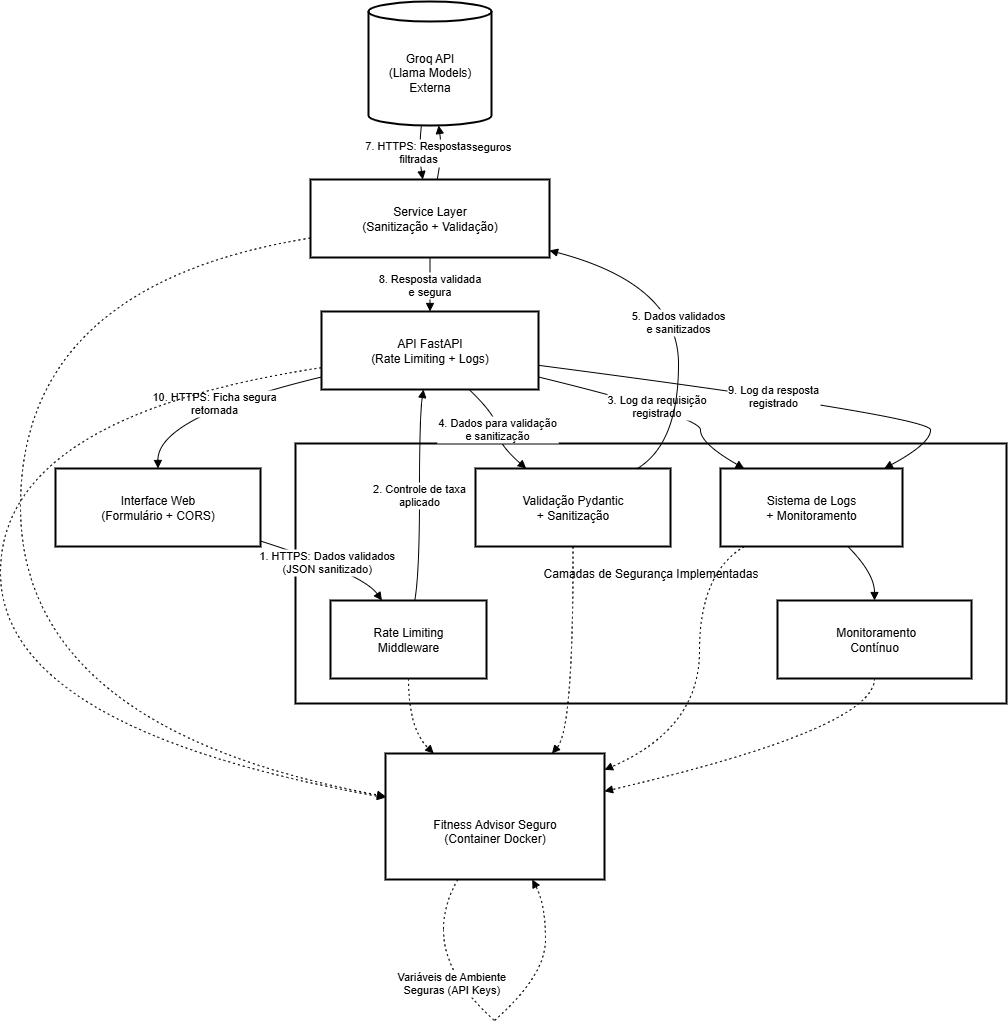 Groq API
(Llama Models)
Externa
7. HTTPS: Respostas
filtradas
seguros
Service Layer
(Sanitização + Validação)
8. Resposta validada
e segura
5. Dados validados
e sanitizados
API FastAPI
(Rate Limiting + Logs)
10. HTTPS: Ficha segura
retornada
4. Dados para validação
e sanitização
3. Log da requisição
registrado
9. Log da resposta
registrado
2. Controle de taxa
aplicado
Interface Web
(Formulário + CORS)
Validação Pydantic
+ Sanitização
Sistema de Logs
+ Monitoramento
1. HTTPS: Dados validados
(JSON sanitizado)
Camadas de Segurança Implementadas
Rate Limiting
Middleware
Monitoramento
Contínuo
Fitness Advisor Seguro
(Container Docker)
Variáveis de Ambiente
Seguras (API Keys)